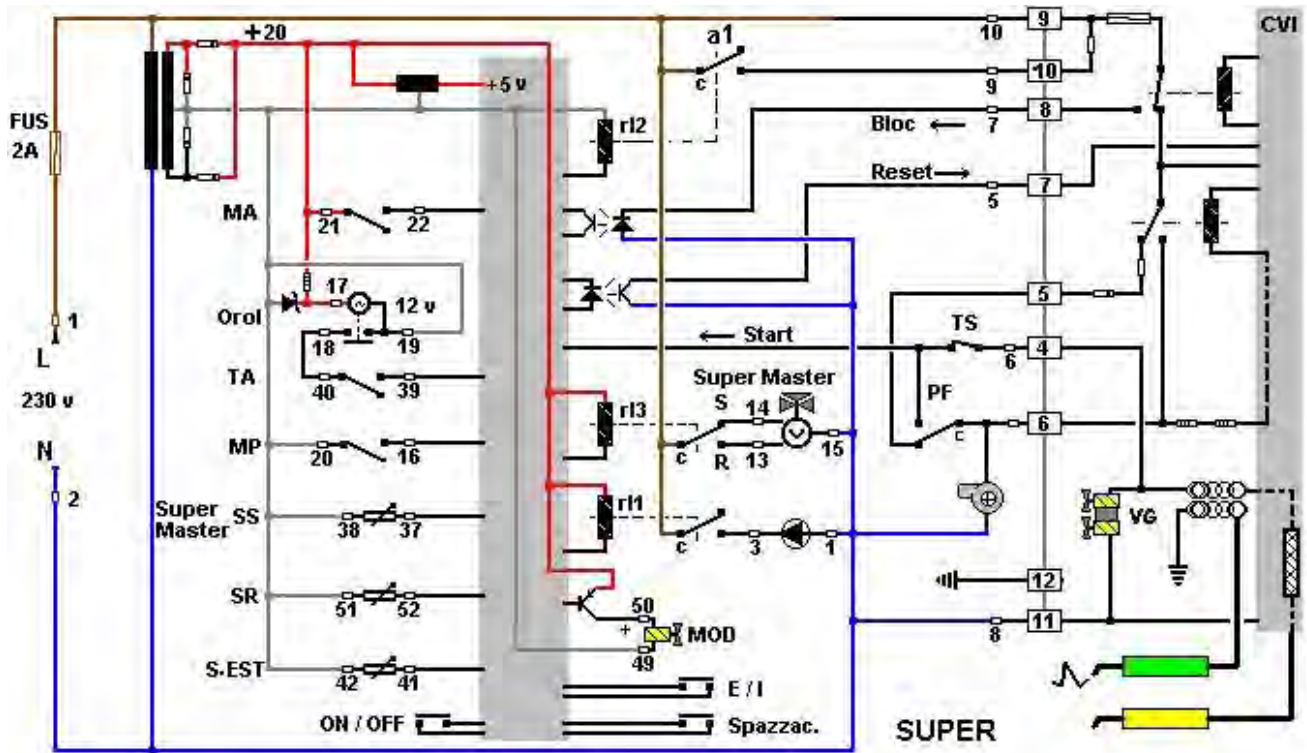 +20
a1
10
9
CVI
c
9
10
+5 v
rl2
7
8
Bloc ←
FUS
2A
Reset →
5
7
MA
21
22
17
12 v
Orol
18
19
5
1
L
← Start
TS
6
4
TA
40
39
Super Master
230 v
rl3
S
14
PF
MP
20
16
c
R
13
15
c
6
N
2
Super
Master
SS
38
37
rl1
c
3
1
VG
SR
51
52
50
12
+
MOD
49
8
11
S.EST
42
41
E / I
ON / OFF
Spazzac.
SUPER